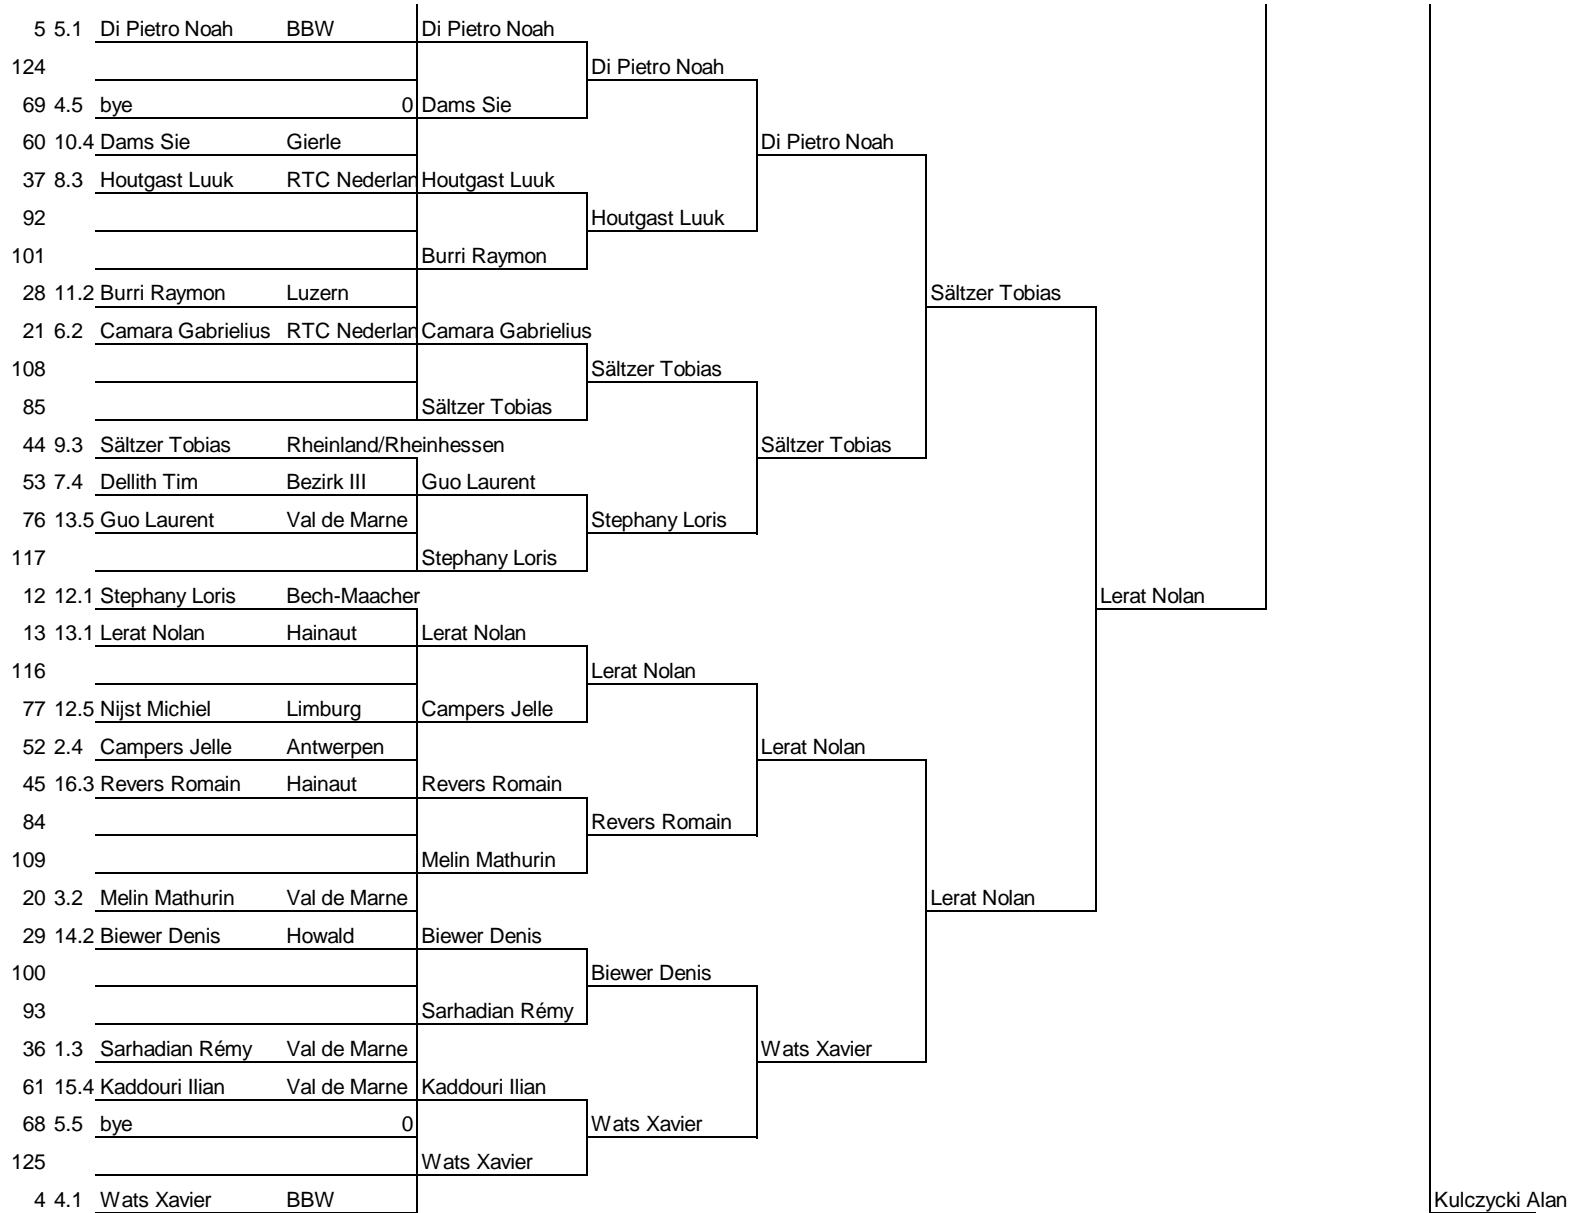 5 5.1 Di Pietro Noah BBW Di Pietro Noah
124 Di Pietro Noah
69 4.5 bye 0 Dams Sie
60 10.4 Dams Sie Gierle Di Pietro Noah
37 8.3 Houtgast Luuk RTC Nederlan Houtgast Luuk
92 Houtgast Luuk
101 Burri Raymon
28 11.2 Burri Raymon Luzern Sältzer Tobias
21 6.2 Camara Gabrielius RTC Nederlan Camara Gabrielius
108 Sältzer Tobias
85 Sältzer Tobias
44 9.3 Sältzer Tobias Rheinland/Rheinhessen Sältzer Tobias
53 7.4 Dellith Tim Bezirk III Guo Laurent
76 13.5 Guo Laurent Val de Marne Stephany Loris
117 Stephany Loris
12 12.1 Stephany Loris Bech-Maacher Lerat Nolan
13 13.1 Lerat Nolan Hainaut Lerat Nolan
116 Lerat Nolan
77 12.5 Nijst Michiel Limburg Campers Jelle
52 2.4 Campers Jelle Antwerpen Lerat Nolan
45 16.3 Revers Romain Hainaut Revers Romain
84 Revers Romain
109 Melin Mathurin
20 3.2 Melin Mathurin Val de Marne Lerat Nolan
29 14.2 Biewer Denis Howald Biewer Denis
100 Biewer Denis
93 Sarhadian Rémy
36 1.3 Sarhadian Rémy Val de Marne Wats Xavier
61 15.4 Kaddouri Ilian Val de Marne Kaddouri Ilian
68 5.5 bye 0 Wats Xavier
125 Wats Xavier
4 4.1 Wats Xavier BBW Kulczycki Alan